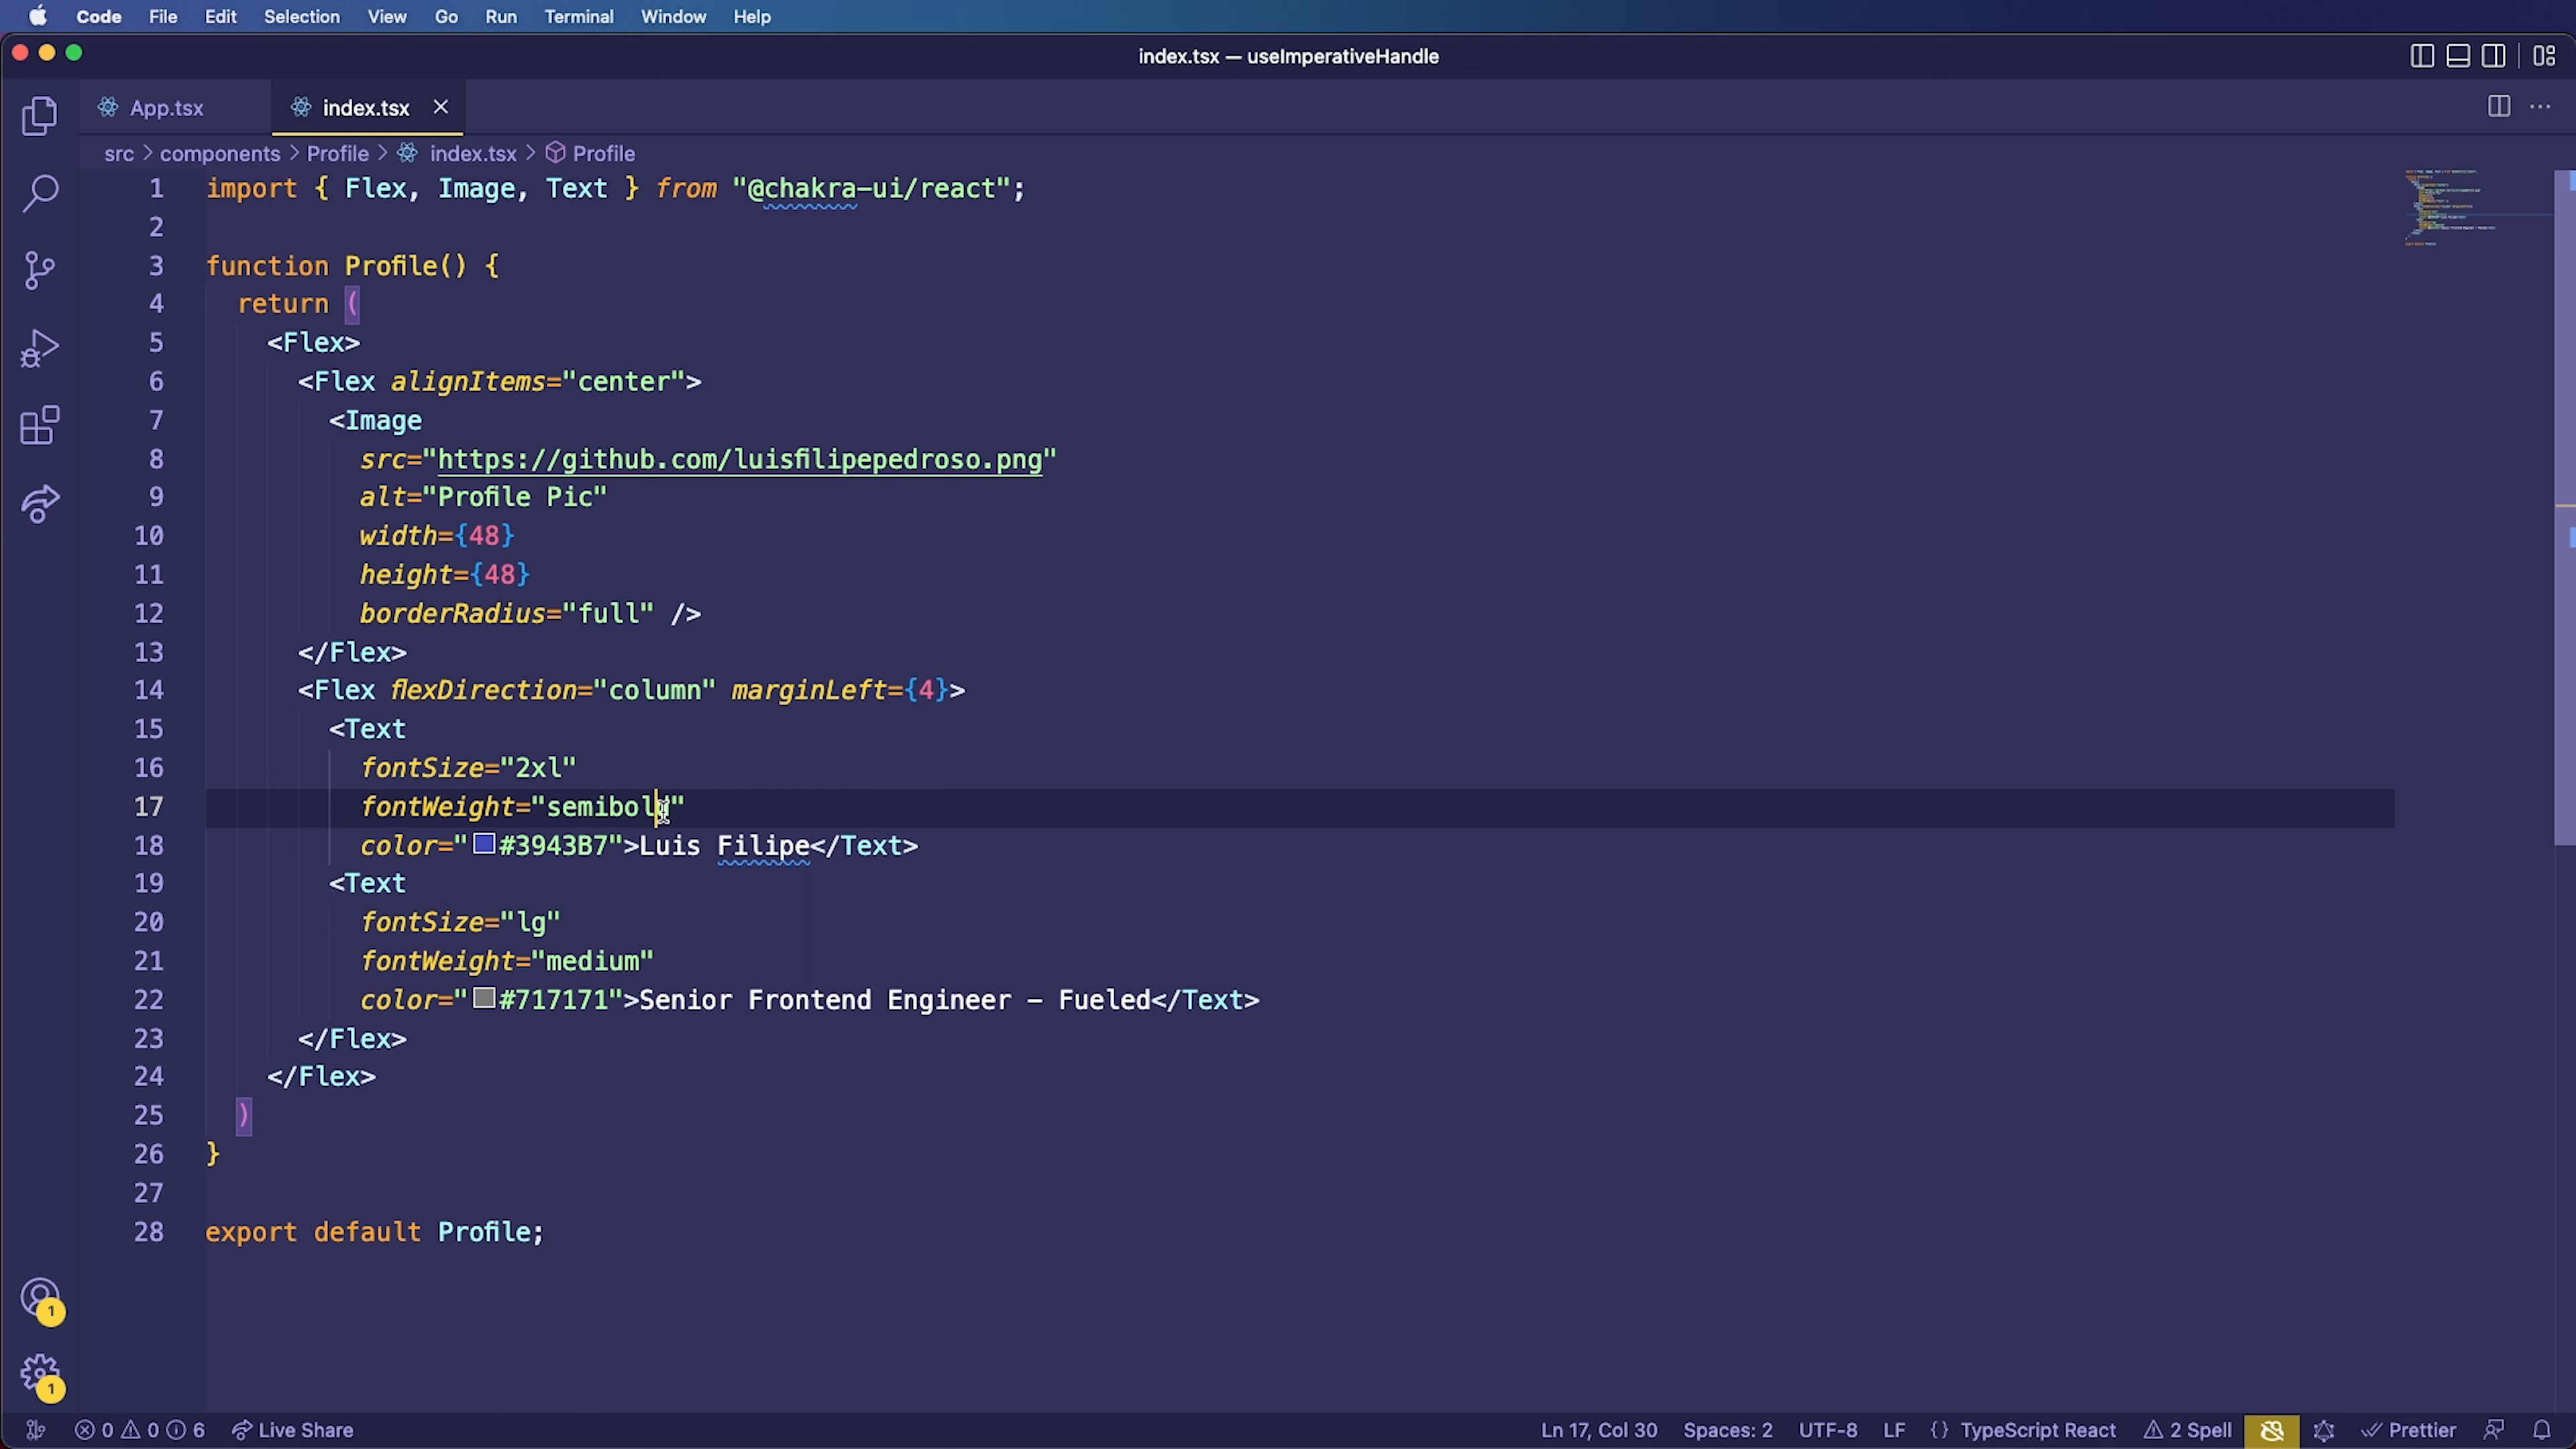 Code File Edit Selection View Go Run Terminal Window Help
index.tsx — useImperativeHandle
App.tsx index.tsx
src > components > Profile > index.tsx > Profile
1 import { Flex, Image, Text } from "@chakra-ui/react";
2
3 function Profile() {
4 return (
5 <Flex>
6 <Flex alignItems="center">
7 <Image
8 src="https://github.com/luisfilipepedroso.png"
9 alt="Profile Pic"
10 width={48}
11 height={48}
12 borderRadius="full" />
13 </Flex>
14 <Flex flexDirection="column" marginLeft={4}>
15 <Text
16 fontSize="2xl"
17 fontWeight="semibold"
18 color="#3943B7">Luis Filipe</Text>
19 <Text
20 fontSize="lg"
21 fontWeight="medium"
22 color="#717171">Senior Frontend Engineer - Fueled</Text>
23 </Flex>
24 </Flex>
25 )
26 }
27
28 export default Profile;
1
1
0 0 6 Live Share Ln 17, Col 30 Spaces: 2 UTF-8 LF {} TypeScript React 2 Spell Prettier